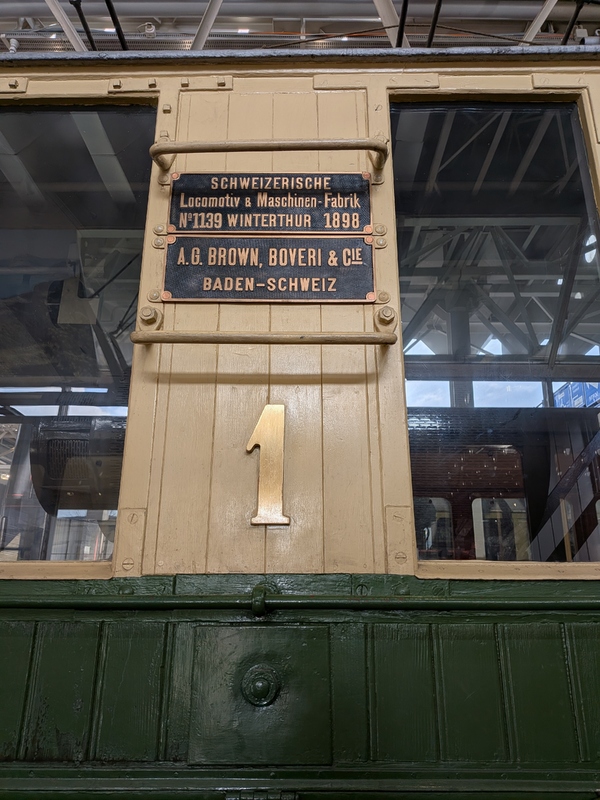 SCHWEIZERISCHE
Locomotiv & Maschinen-Fabrik
No 1139 WINTERTHUR 1898
A.G. BROWN, BOVERI & CIE
BADEN-SCHWEIZ
1